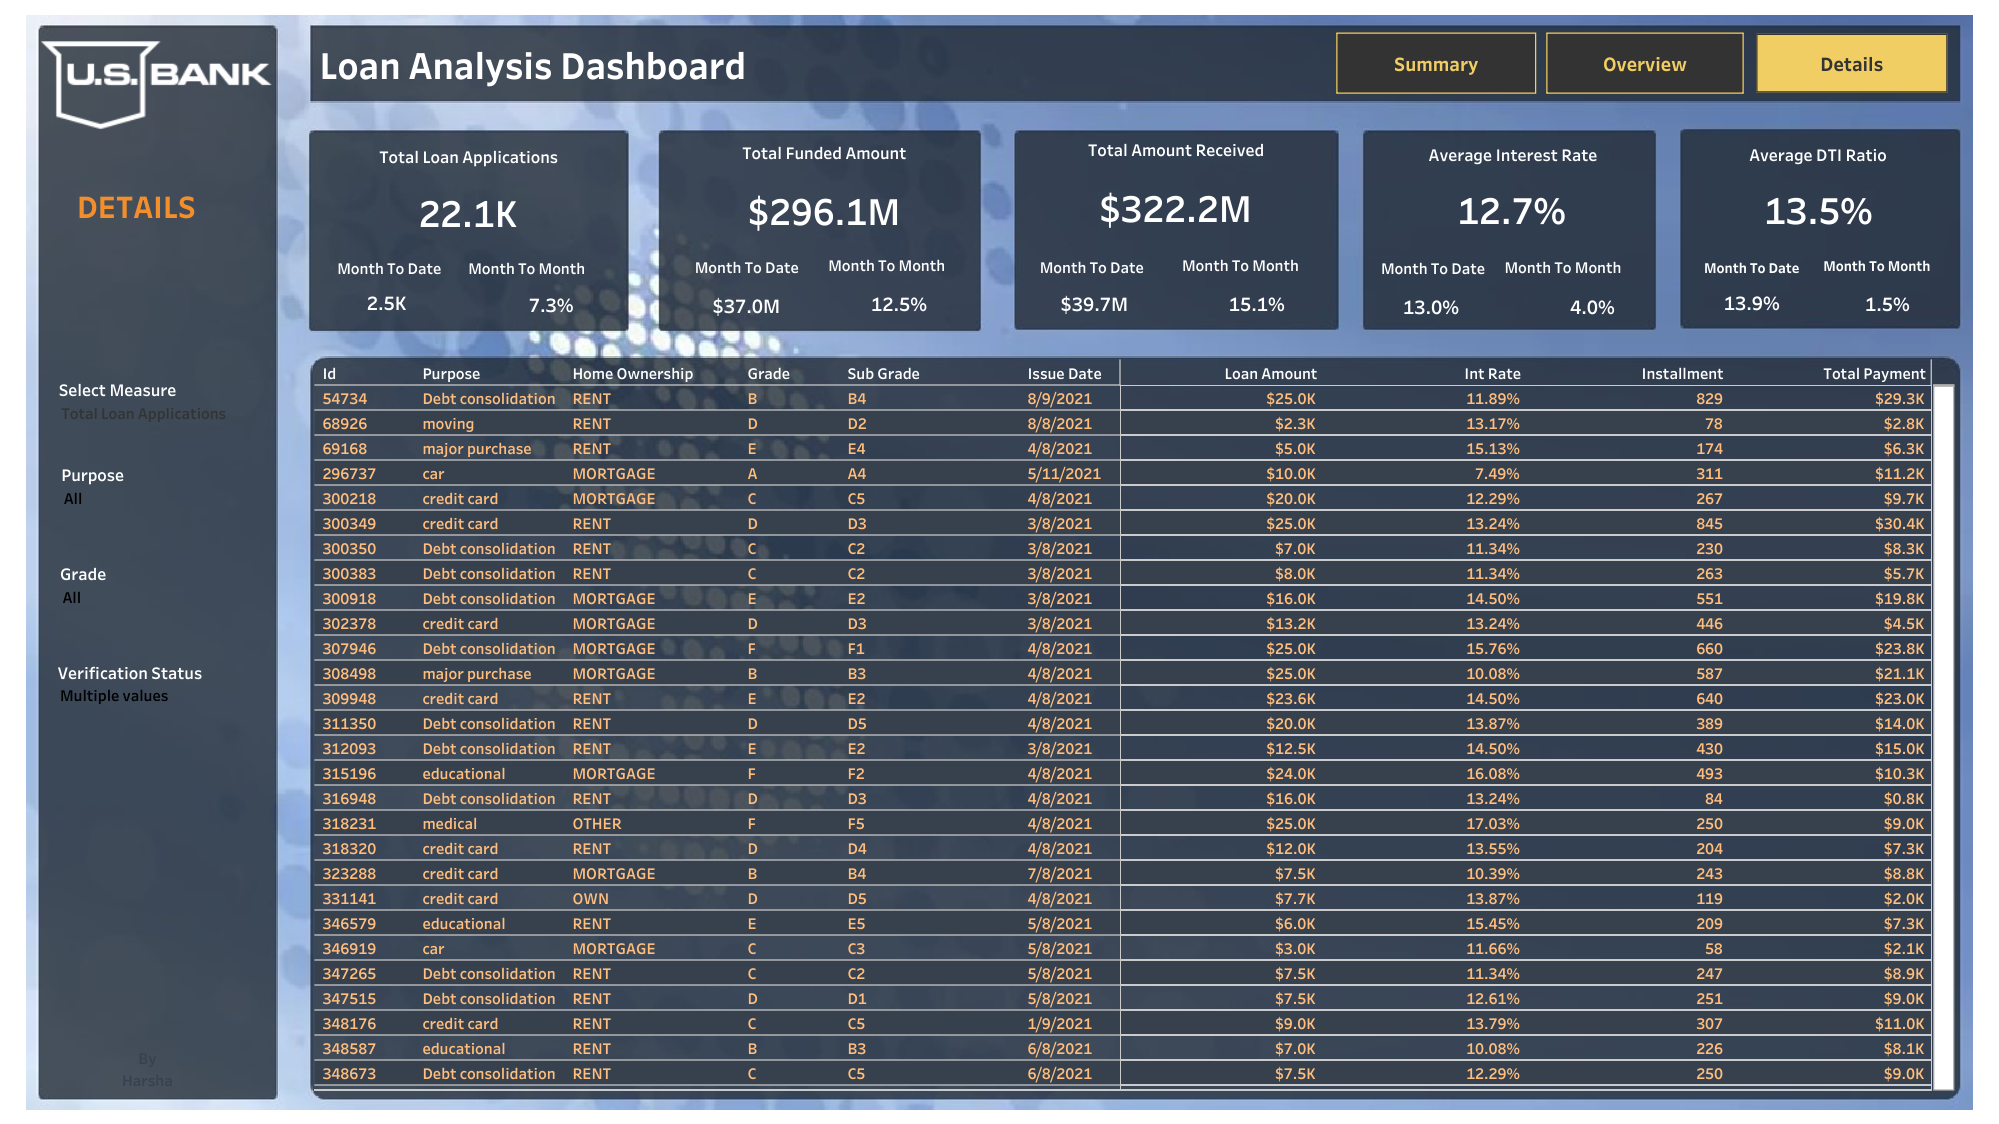 U.S. BANK
Loan Analysis Dashboard
Summary Overview Details
DETAILS
Total Loan Applications
22.1K
Month To Date Month To Month
2.5K 7.3%
Total Funded Amount
$296.1M
Month To Date Month To Month
$37.0M 12.5%
Total Amount Received
$322.2M
Month To Date Month To Month
$39.7M 15.1%
Average Interest Rate
12.7%
Month To Date Month To Month
13.0% 4.0%
Average DTI Ratio
13.5%
Month To Date Month To Month
13.9% 1.5%
Select Measure
Total Loan Applications
Purpose
All
Grade
All
Verification Status
Multiple values
By
Harsha
Id Purpose Home Ownership Grade Sub Grade Issue Date Loan Amount Int Rate Installment Total Payment
54734 Debt consolidation RENT B B4 8/9/2021 $25.0K 11.89% 829 $29.3K
68926 moving RENT D D2 8/8/2021 $2.3K 13.17% 78 $2.8K
69168 major purchase RENT E E4 4/8/2021 $5.0K 15.13% 174 $6.3K
296737 car MORTGAGE A A4 5/11/2021 $10.0K 7.49% 311 $11.2K
300218 credit card MORTGAGE C C5 4/8/2021 $20.0K 12.29% 267 $9.7K
300349 credit card RENT D D3 3/8/2021 $25.0K 13.24% 845 $30.4K
300350 Debt consolidation RENT C C2 3/8/2021 $7.0K 11.34% 230 $8.3K
300383 Debt consolidation RENT C C2 3/8/2021 $8.0K 11.34% 263 $5.7K
300918 Debt consolidation MORTGAGE E E2 3/8/2021 $16.0K 14.50% 551 $19.8K
302378 credit card MORTGAGE D D3 3/8/2021 $13.2K 13.24% 446 $4.5K
307946 Debt consolidation MORTGAGE F F1 4/8/2021 $25.0K 15.76% 660 $23.8K
308498 major purchase MORTGAGE B B3 4/8/2021 $25.0K 10.08% 587 $21.1K
309948 credit card RENT E E2 4/8/2021 $23.6K 14.50% 640 $23.0K
311350 Debt consolidation RENT D D5 4/8/2021 $20.0K 13.87% 389 $14.0K
312093 Debt consolidation RENT E E2 3/8/2021 $12.5K 14.50% 430 $15.0K
315196 educational MORTGAGE F F2 4/8/2021 $24.0K 16.08% 493 $10.3K
316948 Debt consolidation RENT D D3 4/8/2021 $16.0K 13.24% 84 $0.8K
318231 medical OTHER F F5 4/8/2021 $25.0K 17.03% 250 $9.0K
318320 credit card RENT D D4 4/8/2021 $12.0K 13.55% 204 $7.3K
323288 credit card MORTGAGE B B4 7/8/2021 $7.5K 10.39% 243 $8.8K
331141 credit card OWN D D5 4/8/2021 $7.7K 13.87% 119 $2.0K
346579 educational RENT E E5 5/8/2021 $6.0K 15.45% 209 $7.3K
346919 car MORTGAGE C C3 5/8/2021 $3.0K 11.66% 58 $2.1K
347265 Debt consolidation RENT C C2 5/8/2021 $7.5K 11.34% 247 $8.9K
347515 Debt consolidation RENT D D1 5/8/2021 $7.5K 12.61% 251 $9.0K
348176 credit card RENT C C5 1/9/2021 $9.0K 13.79% 307 $11.0K
348587 educational RENT B B3 6/8/2021 $7.0K 10.08% 226 $8.1K
348673 Debt consolidation RENT C C5 6/8/2021 $7.5K 12.29% 250 $9.0K